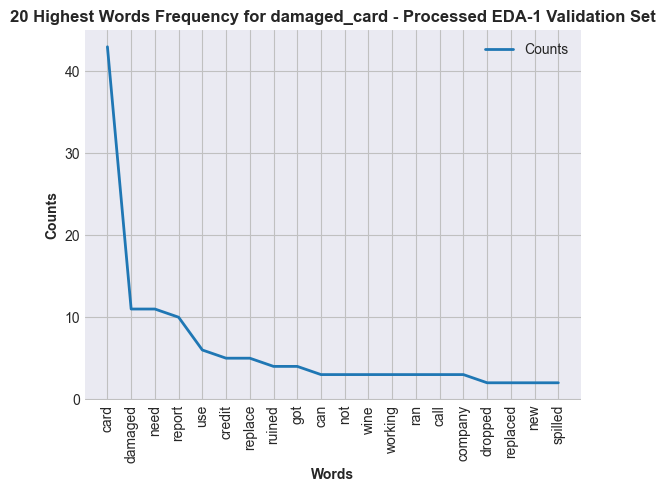 20 Highest Words Frequency for damaged_card - Processed EDA-1 Validation Set
Counts
40
30
20
10
0
Counts
card
damaged
need
report
use
credit
replace
ruined
got
can
not
wine
working
ran
call
company
dropped
replaced
new
spilled
Words